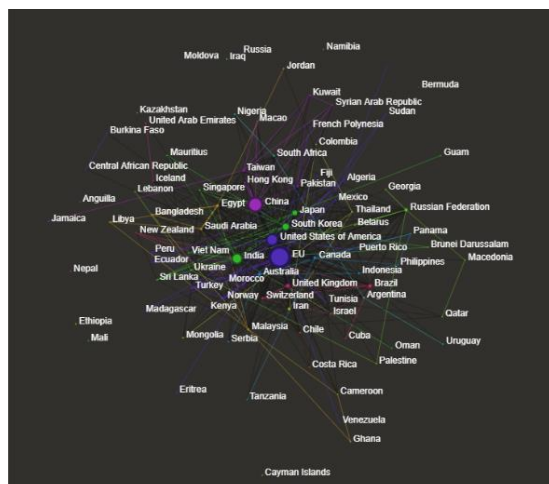 Namibia
Russia
Moldova
Iraq
Jordan
Bermuda
Kuwait
Syrian Arab Republic
Kazakhstan
Nigeria
Sudan
United Arab Emirates
Macao
Burkina Faso
French Polynesia
Colombia
Mauritius
South Africa
Guam
Central African Republic
Taiwan
Iceland
Hong Kong
Fiji
Algeria
Lebanon
Singapore
Pakistan
Georgia
Anguilla
Egypt
China
Mexico
Bangladesh
Japan
Thailand
Russian Federation
Jamaica
Libya
New Zealand
Saudi Arabia
South Korea
Belarus
Panama
United States of America
Peru
Viet Nam
Puerto Rico
Brunei Darussalam
Ecuador
India
EU
Canada
Philippines
Macedonia
Nepal
Ukraine
Sri Lanka
Morocco
Australia
Indonesia
Turkey
United Kingdom
Brazil
Norway
Switzerland
Argentina
Madagascar
Kenya
Iran
Tunisia
Israel
Qatar
Ethiopia
Malaysia
Mali
Mongolia
Serbia
Chile
Cuba
Oman
Uruguay
Costa Rica
Palestine
Eritrea
Tanzania
Cameroon
Venezuela
Ghana
Cayman Islands